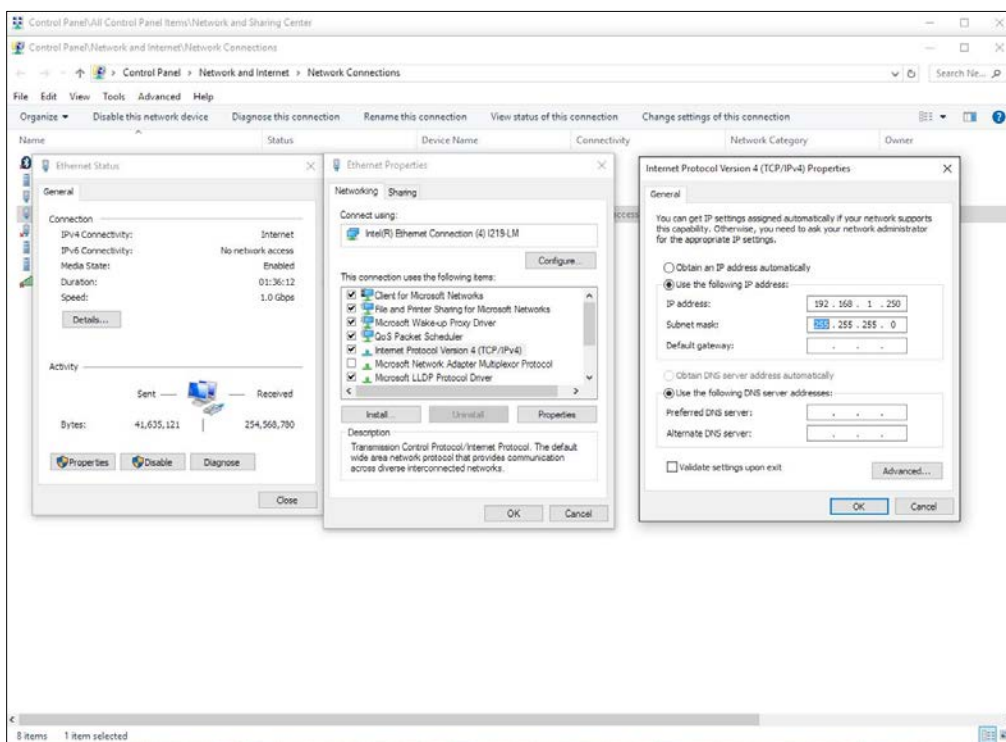 Control Panel\All Control Panel Items\Network and Sharing Center
Control Panel\Network and Internet\Network Connections
Control Panel > Network and Internet > Network Connections
Search Ne...
File Edit View Tools Advanced Help
Organize Disable this network device Diagnose this connection Rename this connection View status of this connection Change settings of this connection
Name Status Device Name Connectivity Network Category Owner
Ethernet Status
General
Connection
IPv4 Connectivity: Internet
IPv6 Connectivity: No network access
Media State: Enabled
Duration: 01:36:12
Speed: 1.0 Gbps
Details...
Activity
Sent — — Received
Bytes: 41,635,121 | 254,568,780
Properties Disable Diagnose
Close
Ethernet Properties
Networking Sharing
Connect using:
Intel(R) Ethernet Connection (4) I219-LM
Configure...
This connection uses the following items:
Client for Microsoft Networks
File and Printer Sharing for Microsoft Networks
Microsoft Wake-up Proxy Driver
QoS Packet Scheduler
Internet Protocol Version 4 (TCP/IPv4)
Microsoft Network Adapter Multiplexor Protocol
Microsoft LLDP Protocol Driver
Install... Uninstall Properties
Description
Transmission Control Protocol/Internet Protocol. The default
wide area network protocol that provides communication
across diverse interconnected networks.
OK Cancel
access
Internet Protocol Version 4 (TCP/IPv4) Properties
General
You can get IP settings assigned automatically if your network supports
this capability. Otherwise, you need to ask your network administrator
for the appropriate IP settings.
Obtain an IP address automatically
Use the following IP address:
IP address: 192 . 168 . 1 . 250
Subnet mask: 255 . 255 . 255 . 0
Default gateway: . . .
Obtain DNS server address automatically
Use the following DNS server addresses:
Preferred DNS server: . . .
Alternate DNS server: . . .
Validate settings upon exit
Advanced...
OK Cancel
8 items 1 item selected